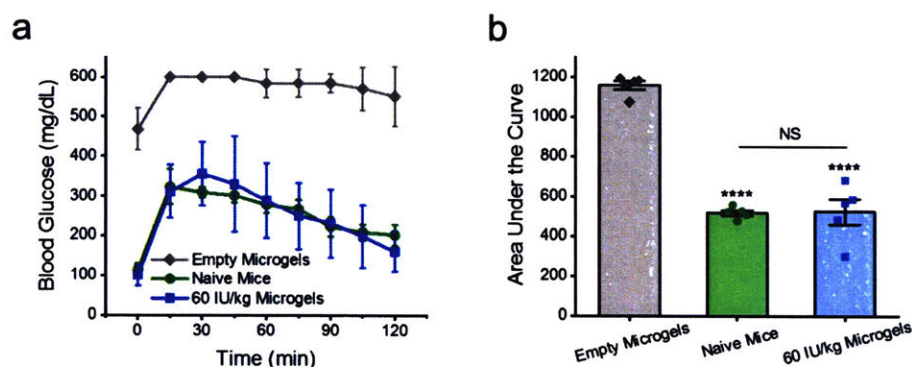 a
600
500
400
300
200
100
0
Blood Glucose (mg/dL)
Empty Microgels
Naive Mice
60 IU/kg Microgels
0
30
60
90
120
Time (min)
b
1200
1000
800
600
400
200
0
Area Under the Curve
NS
****
****
Empty Microgels
Naive Mice
60 IU/kg Microgels